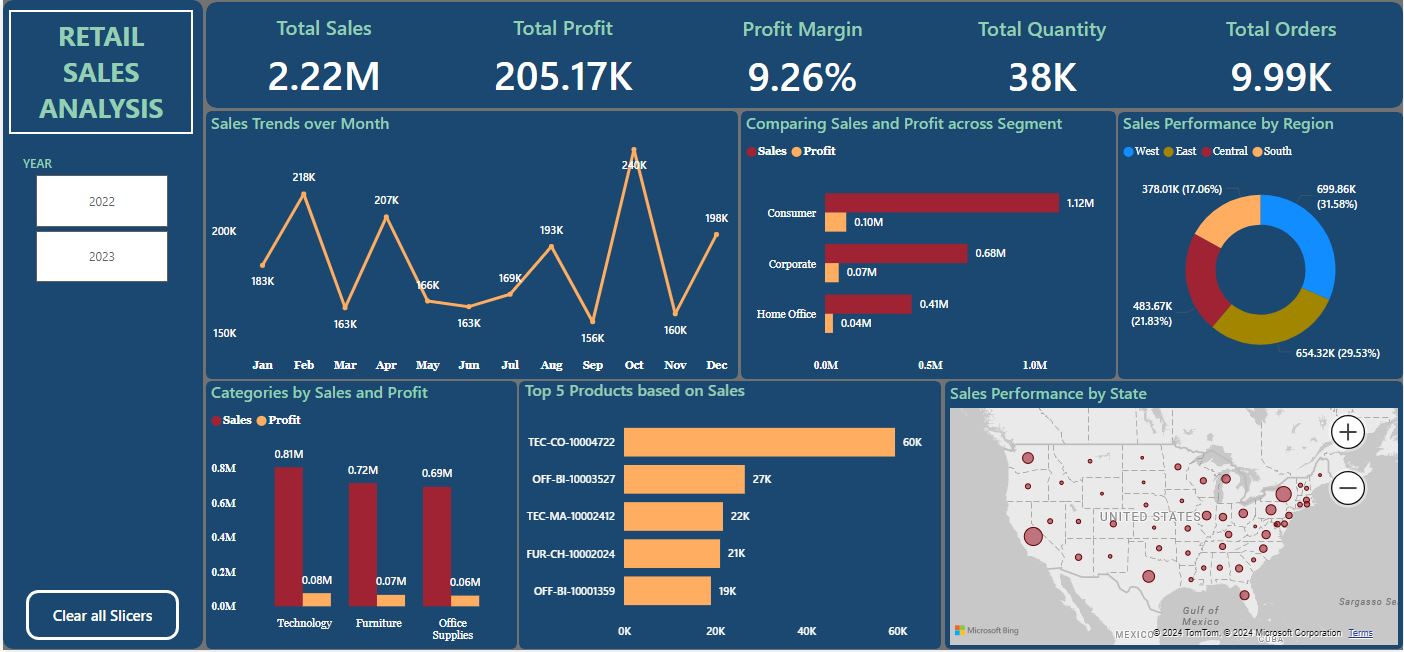 RETAIL
SALES
ANALYSIS
YEAR
2022
2023
Clear all Slicers
Total Sales
2.22M
Total Profit
205.17K
Profit Margin
9.26%
Total Quantity
38K
Total Orders
9.99K
Sales Trends over Month
200K
150K
183K
218K
163K
207K
166K
163K
169K
193K
156K
240K
160K
198K
Jan Feb Mar Apr May Jun Jul Aug Sep Oct Nov Dec
Comparing Sales and Profit across Segment
Sales Profit
Consumer
1.12M
0.10M
Corporate
0.68M
0.07M
Home Office
0.41M
0.04M
0.0M 0.5M 1.0M
Sales Performance by Region
West East Central South
378.01K (17.06%)
699.86K
(31.58%)
483.67K
(21.83%)
654.32K (29.53%)
Categories by Sales and Profit
Sales Profit
0.8M
0.6M
0.4M
0.2M
0.0M
0.81M
0.08M
0.72M
0.07M
0.69M
0.06M
Technology
Furniture
Office
Supplies
Top 5 Products based on Sales
TEC-CO-10004722 60K
OFF-BI-10003527 27K
TEC-MA-10002412 22K
FUR-CH-10002024 21K
OFF-BI-10001359 19K
0K 20K 40K 60K
Sales Performance by State
UNITED STATES
Gulf of
Mexico
Sargasso Se
MEXICO
CUBA
Microsoft Bing
© 2024 TomTom, © 2024 Microsoft Corporation Terms